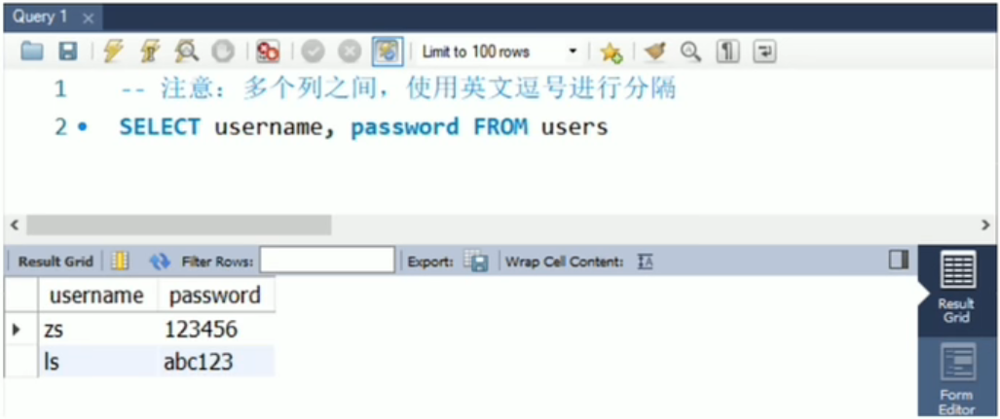 Query 1
Limit to 100 rows
1 -- 注意：多个列之间，使用英文逗号进行分隔
2 SELECT username, password FROM users
Result Grid Filter Rows: Export: Wrap Cell Content:
username password
zs 123456
ls abc123
Result
Grid
Form
Editor